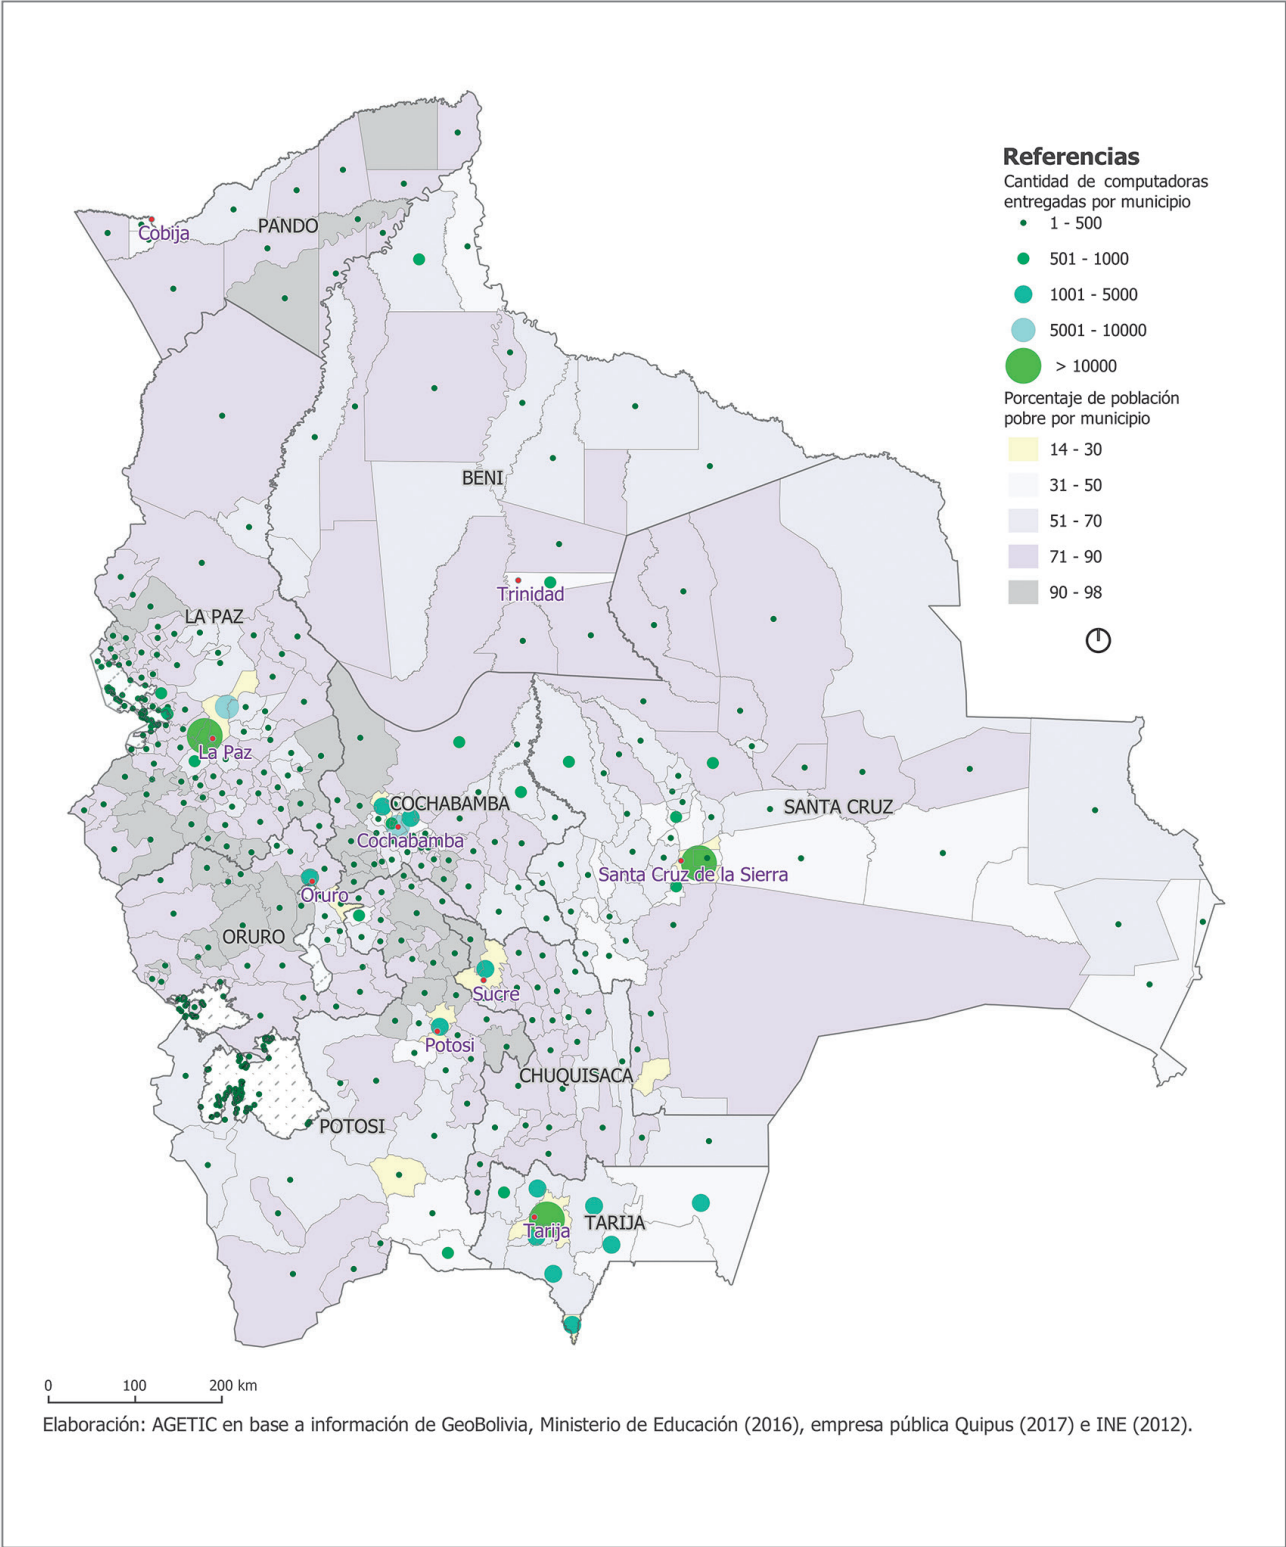 Referencias
Cantidad de computadoras
entregadas por municipio
1 - 500
501 - 1000
1001 - 5000
5001 - 10000
> 10000
Porcentaje de población
pobre por municipio
14 - 30
31 - 50
51 - 70
71 - 90
90 - 98
PANDO
Cobija
BENI
Trinidad
LA PAZ
La Paz
COCHABAMBA
Cochabamba
SANTA CRUZ
Santa Cruz de la Sierra
Oruro
ORURO
Sucre
Potosi
CHUQUISACA
POTOSI
TARIJA
Tarija
0 100 200 km
Elaboración: AGETIC en base a información de GeoBolivia, Ministerio de Educación (2016), empresa pública Quipus (2017) e INE (2012).